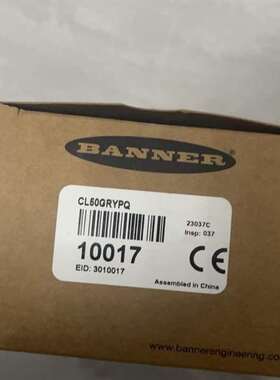 BANNER
CL50GRYPQ
23037C
Insp: 037
10017
CE
EID: 3010017
Assembled in China
www.bannerengineering.com